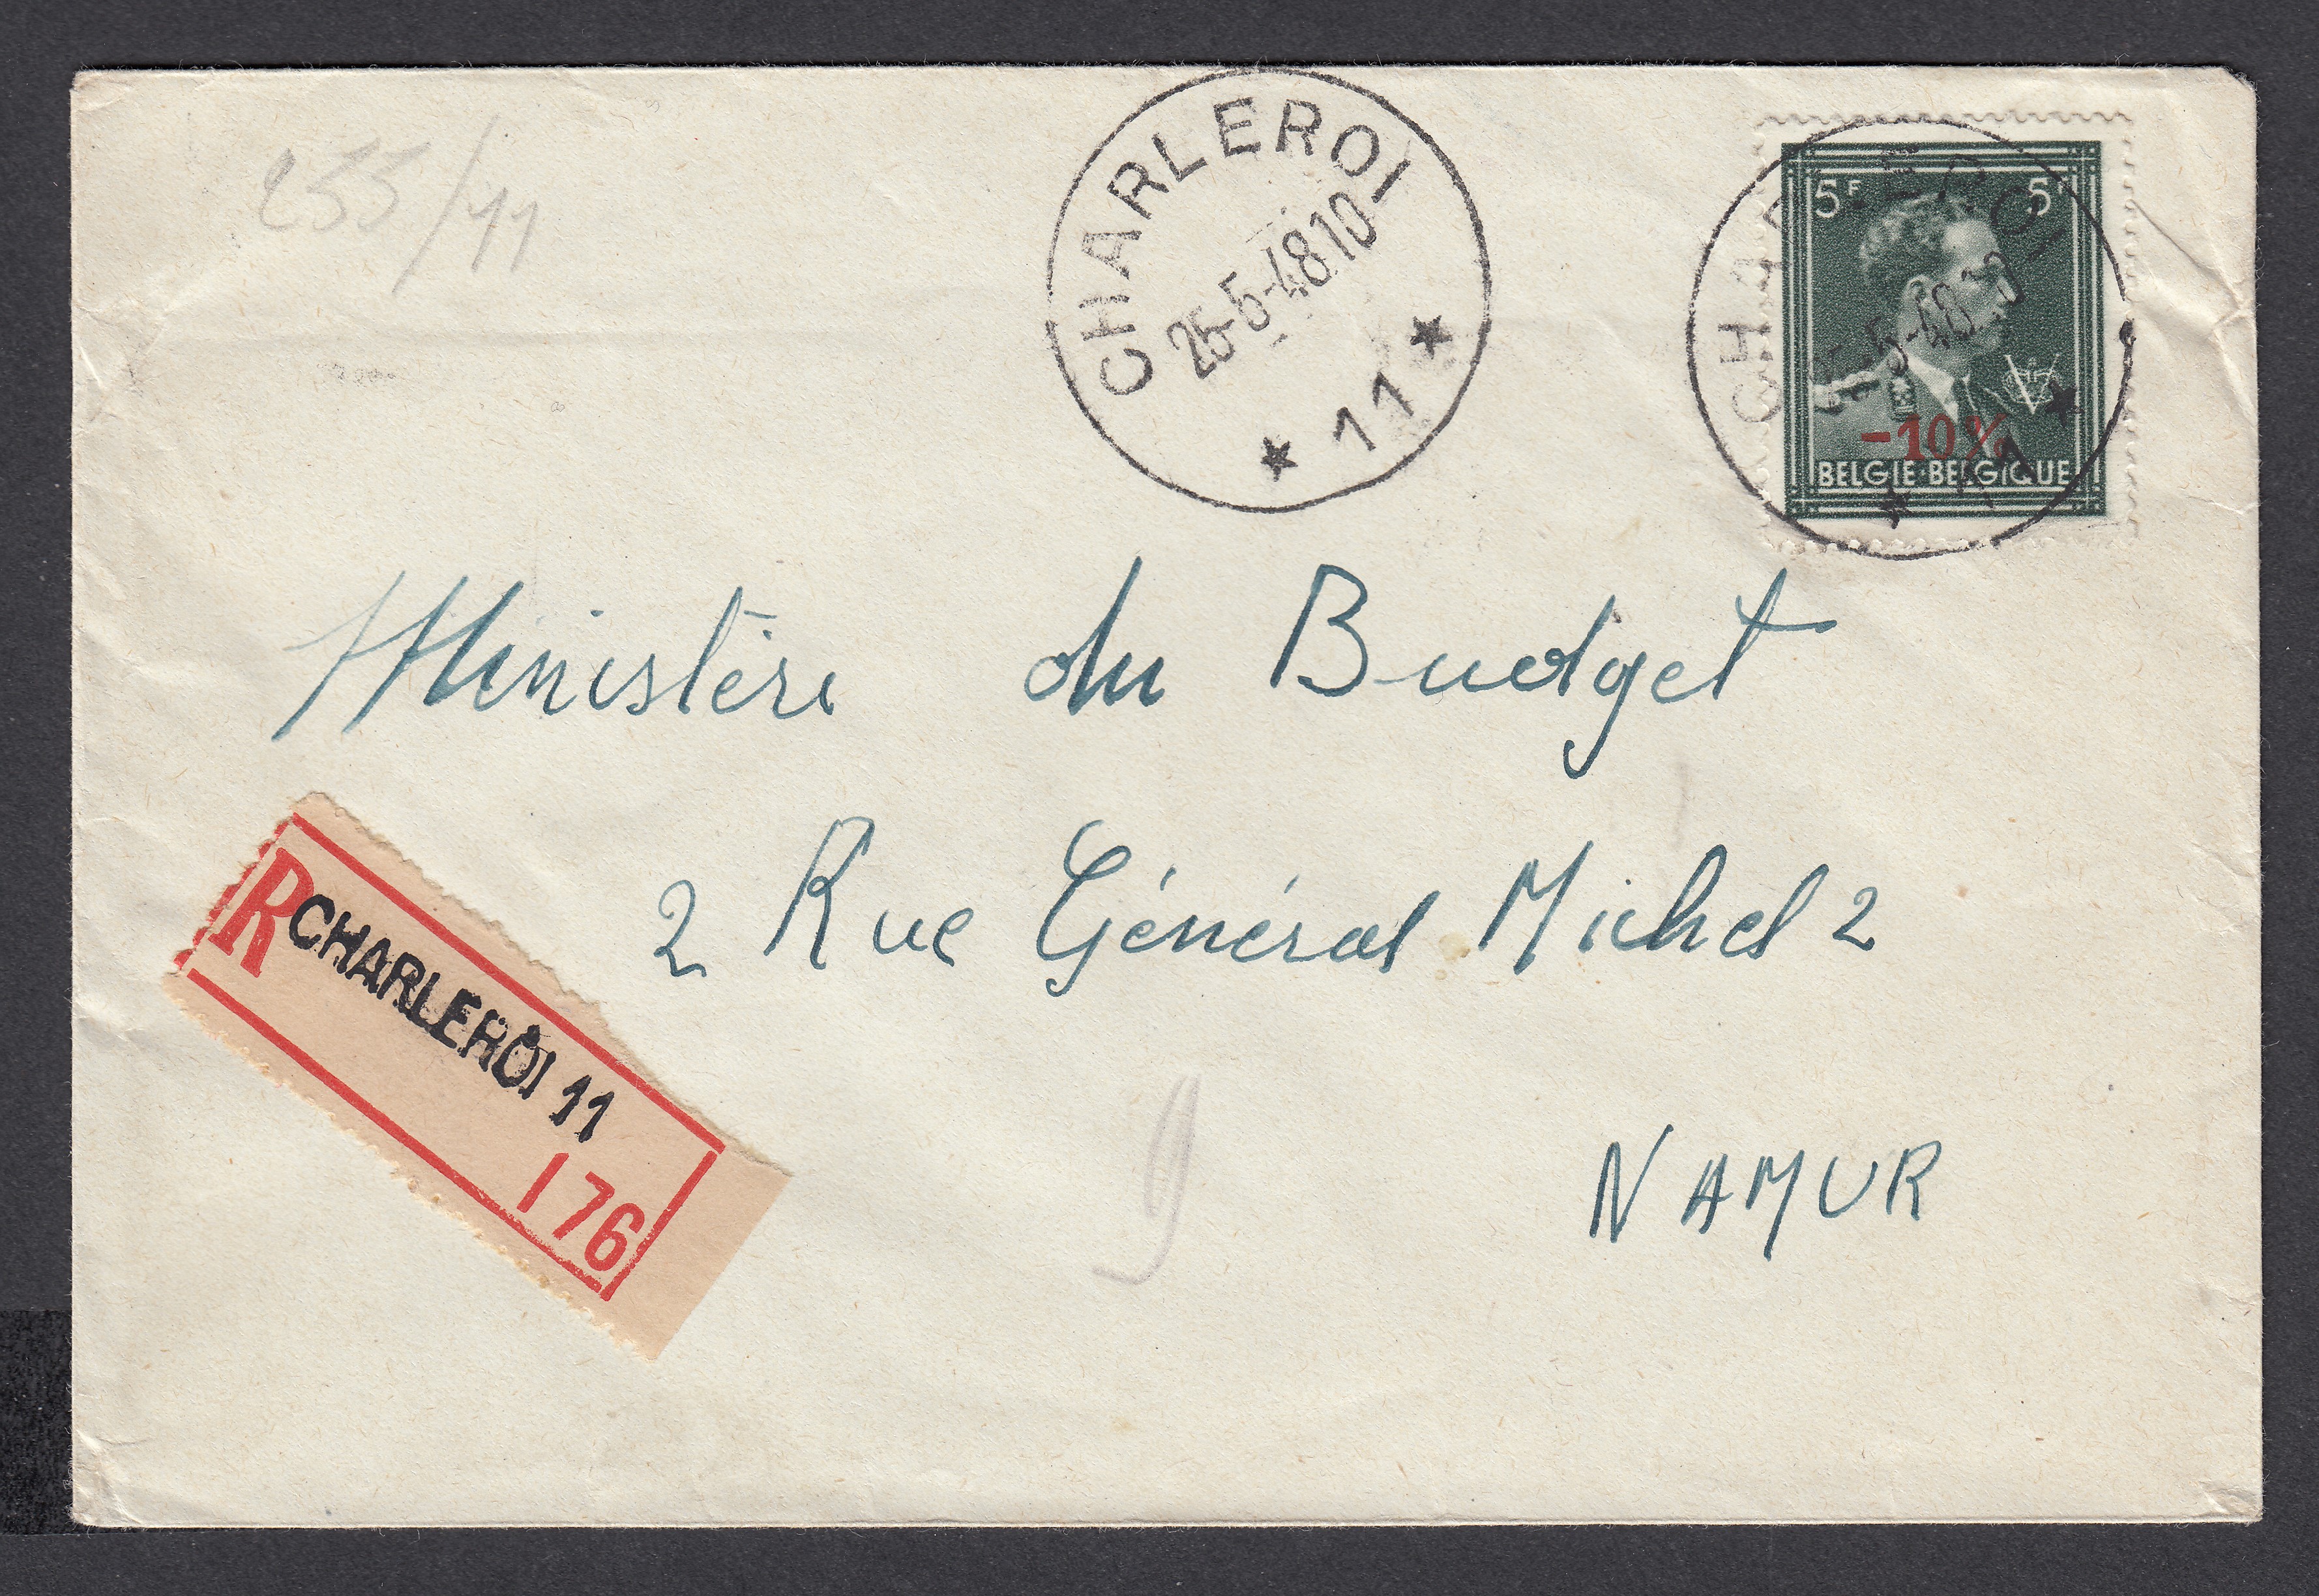 255/11
CHARLEROI
25-5-48.10-
* 11 *
5F 5F
-10%
BELGIE-BELGIQUE
Ministère du Budget
2 Rue Général Michel 2
NAMUR
R CHARLEROI 11
176
9